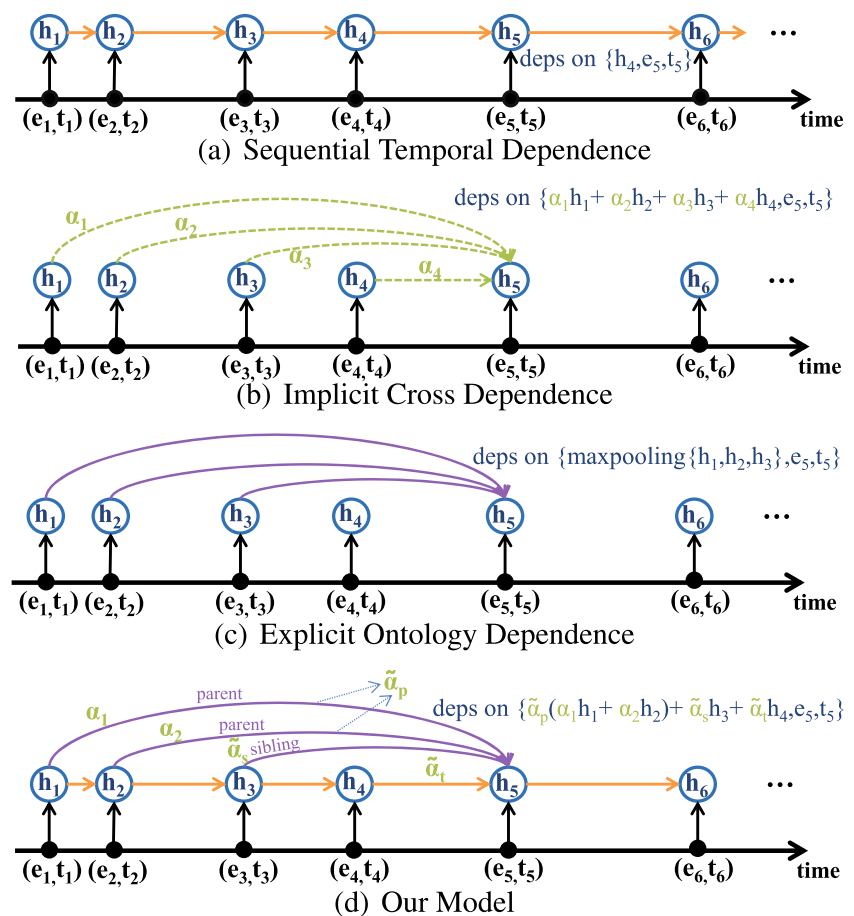 h₁ h₂ h₃ h₄ h₅ h₆ ...
deps on {h₄,e₅,t₅}
(e₁,t₁) (e₂,t₂) (e₃,t₃) (e₄,t₄) (e₅,t₅) (e₆,t₆) time
(a) Sequential Temporal Dependence
deps on {α₁h₁+ α₂h₂+ α₃h₃+ α₄h₄,e₅,t₅}
α₁ α₂ α₃ α₄
h₁ h₂ h₃ h₄ h₅ h₆ ...
(e₁,t₁) (e₂,t₂) (e₃,t₃) (e₄,t₄) (e₅,t₅) (e₆,t₆) time
(b) Implicit Cross Dependence
deps on {maxpooling{h₁,h₂,h₃},e₅,t₅}
h₁ h₂ h₃ h₄ h₅ h₆ ...
(e₁,t₁) (e₂,t₂) (e₃,t₃) (e₄,t₄) (e₅,t₅) (e₆,t₆) time
(c) Explicit Ontology Dependence
parent α̃ₚ
deps on {α̃ₚ(α₁h₁+ α₂h₂)+ α̃ₛh₃+ α̃ₜh₄,e₅,t₅}
α₁ α₂ parent
α̃ₛ sibling α̃ₜ
h₁ h₂ h₃ h₄ h₅ h₆ ...
(e₁,t₁) (e₂,t₂) (e₃,t₃) (e₄,t₄) (e₅,t₅) (e₆,t₆) time
(d) Our Model